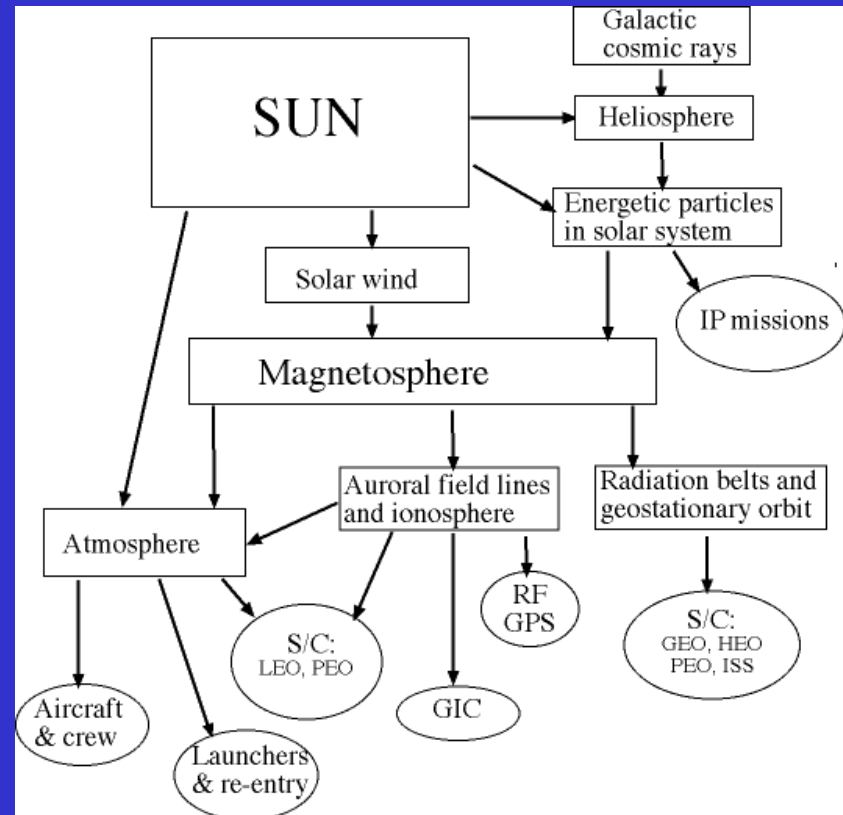 Galactic
cosmic rays
SUN
Heliosphere
Energetic particles
in solar system
Solar wind
IP missions
Magnetosphere
Auroral field lines
and ionosphere
Radiation belts and
geostationary orbit
Atmosphere
RF
GPS
S/C:
LEO, PEO
S/C:
GEO, HEO
PEO, ISS
Aircraft
& crew
GIC
Launchers
& re-entry